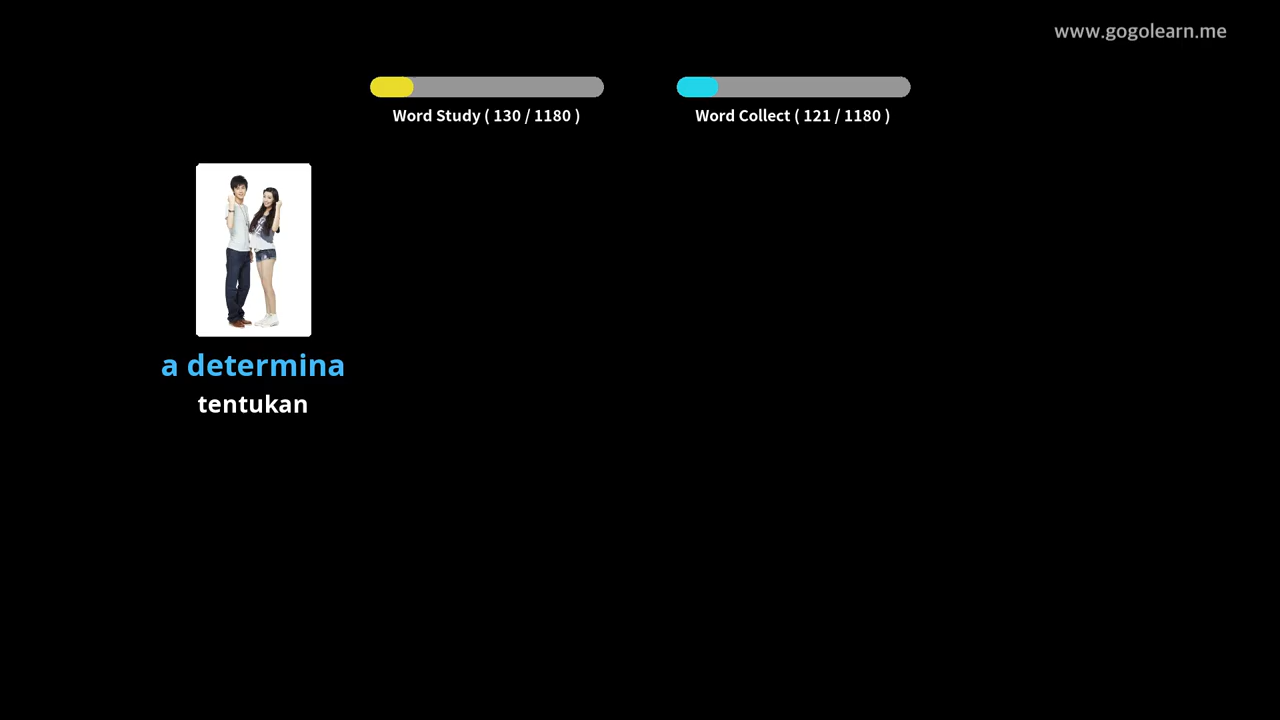 www.gogolearn.me
Word Study ( 130 / 1180 )
Word Collect ( 121 / 1180 )
a determina
tentukan